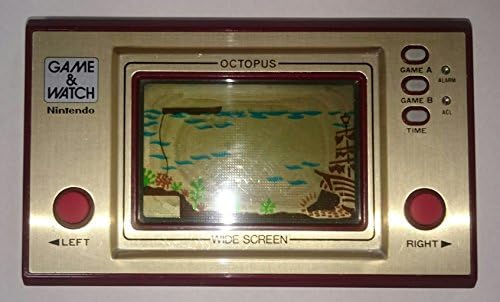 GAME
&
WATCH
Nintendo
OCTOPUS
GAME A
ALARM
GAME B
ACL
TIME
◄LEFT
WIDE SCREEN
RIGHT►